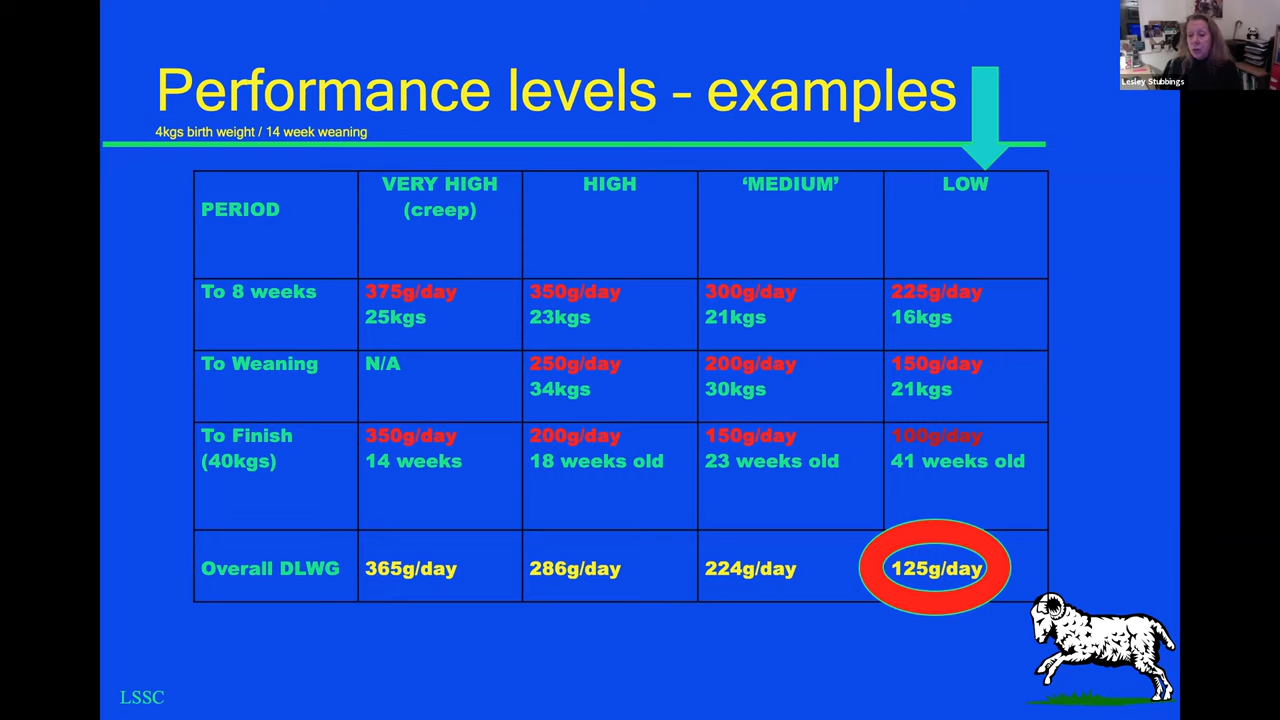 Performance levels – examples
4kgs birth weight / 14 week weaning
PERIOD
VERY HIGH
(creep)
HIGH
‘MEDIUM’
LOW
To 8 weeks
375g/day
25kgs
350g/day
23kgs
300g/day
21kgs
225g/day
16kgs
To Weaning
N/A
250g/day
34kgs
200g/day
30kgs
150g/day
21kgs
To Finish
(40kgs)
350g/day
14 weeks
200g/day
18 weeks old
150g/day
23 weeks old
100g/day
41 weeks old
Overall DLWG
365g/day
286g/day
224g/day
125g/day
LSSC
Lesley Stubbings